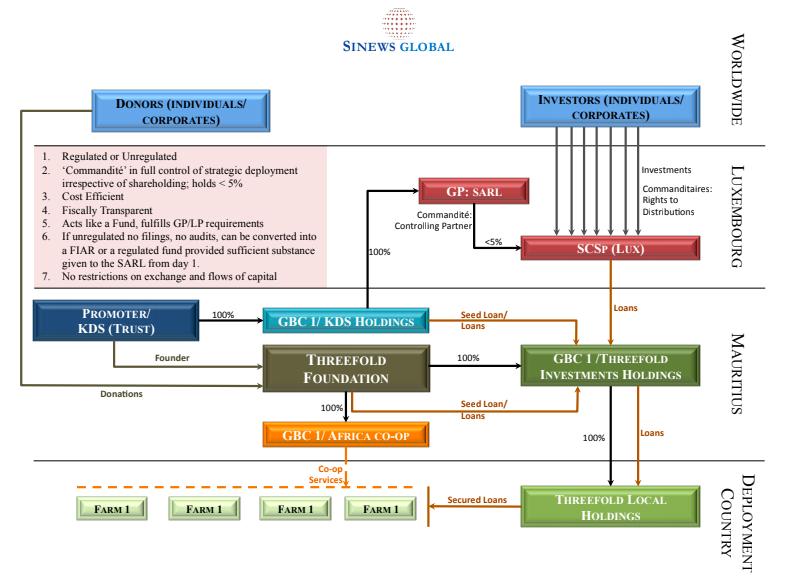 SINEWS GLOBAL
WORLDWIDE
DONORS (INDIVIDUALS/
CORPORATES)
INVESTORS (INDIVIDUALS/
CORPORATES)
LUXEMBOURG
1. Regulated or Unregulated
2. ‘Commandité’ in full control of strategic deployment
irrespective of shareholding; holds < 5%
3. Cost Efficient
4. Fiscally Transparent
5. Acts like a Fund, fulfills GP/LP requirements
6. If unregulated no filings, no audits, can be converted into
a FIAR or a regulated fund provided sufficient substance
given to the SARL from day 1.
7. No restrictions on exchange and flows of capital
GP: SARL
Commandité:
Controlling Partner
<5%
100%
Investments
Commanditaires:
Rights to
Distributions
SCSP (LUX)
Loans
MAURITIUS
PROMOTER/
KDS (TRUST)
100%
GBC 1/ KDS HOLDINGS
Seed Loan/
Loans
Founder
THREEFOLD
FOUNDATION
100%
GBC 1 /THREEFOLD
INVESTMENTS HOLDINGS
Donations
100%
Seed Loan/
Loans
GBC 1/ AFRICA CO-OP
100%
Loans
DEPLOYMENT
COUNTRY
Co-op
Services
FARM 1
FARM 1
FARM 1
FARM 1
Secured Loans
THREEFOLD LOCAL
HOLDINGS